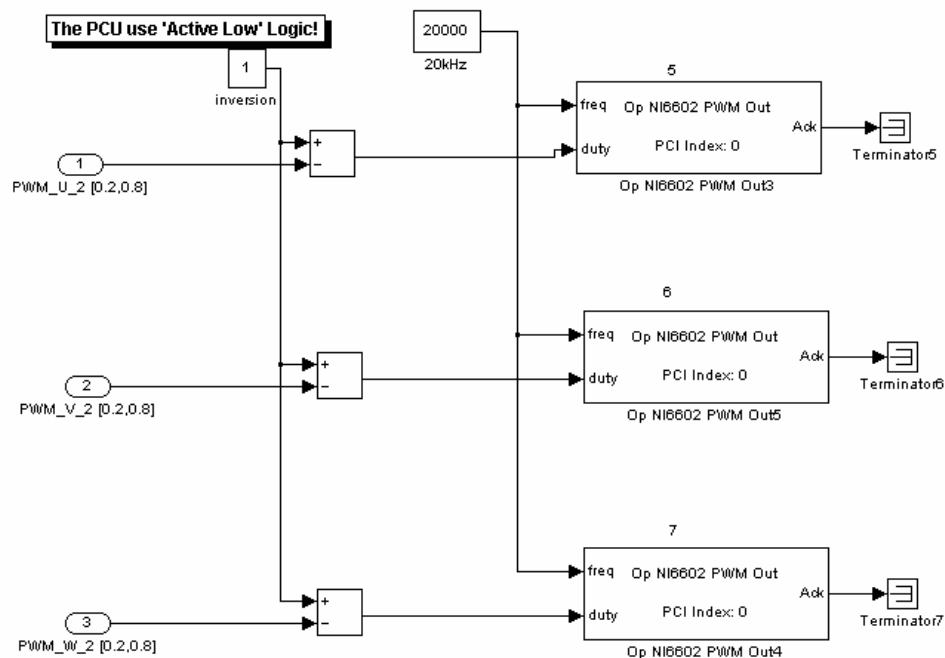 The PCU use 'Active Low' Logic!
1
inversion
20000
20kHz
5
freq
Op NI6602 PWM Out
Ack
duty
PCI Index: 0
Op NI6602 PWM Out3
Terminator5
+
−
1
PWM_U_2 [0.2,0.8]
6
freq
Op NI6602 PWM Out
Ack
duty
PCI Index: 0
Op NI6602 PWM Out5
Terminator6
+
−
2
PWM_V_2 [0.2,0.8]
7
freq
Op NI6602 PWM Out
Ack
duty
PCI Index: 0
Op NI6602 PWM Out4
Terminator7
+
−
3
PWM_W_2 [0.2,0.8]